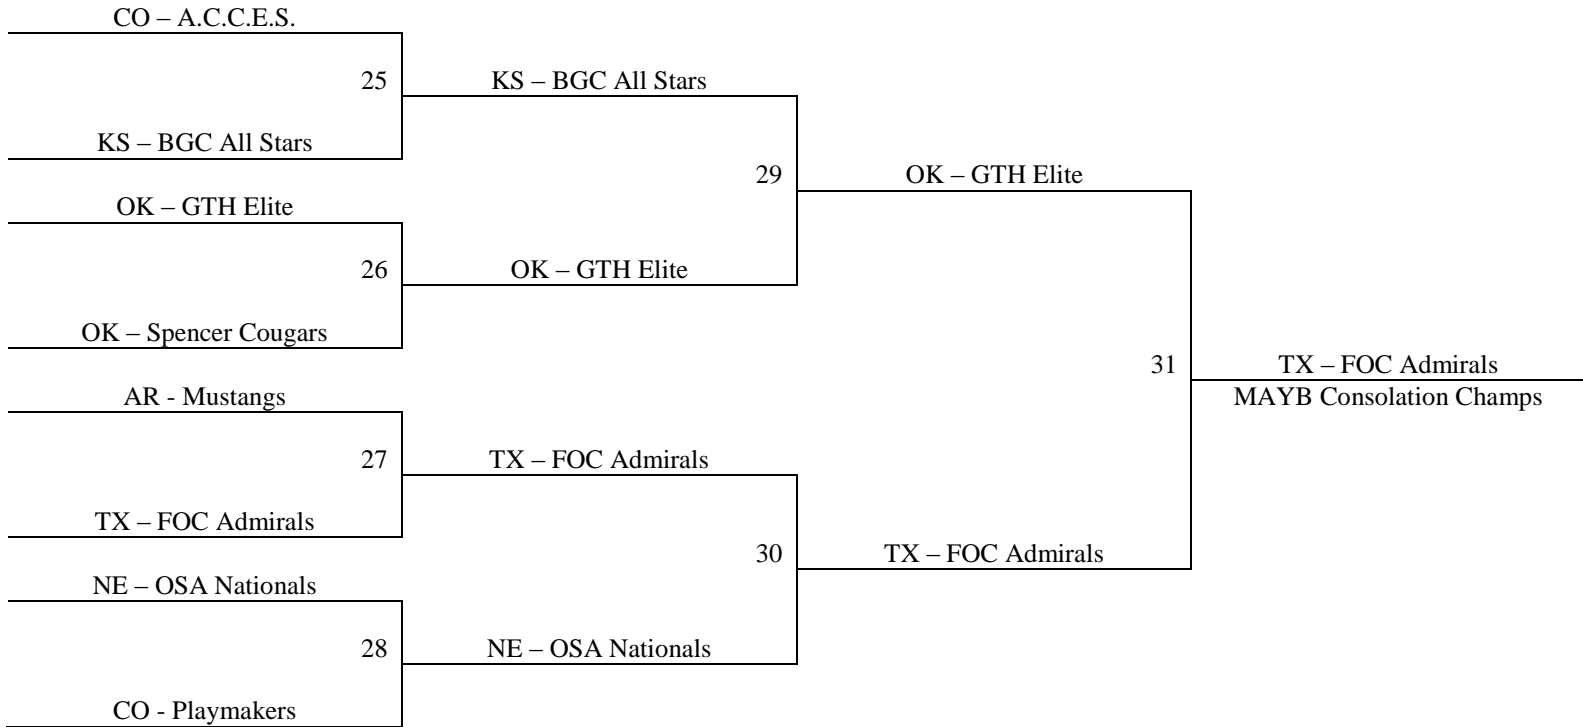 CO – A.C.C.E.S.
25
KS – BGC All Stars
KS – BGC All Stars
29
OK – GTH Elite
OK – GTH Elite
26
OK – GTH Elite
OK – Spencer Cougars
31
TX – FOC Admirals
MAYB Consolation Champs
AR - Mustangs
27
TX – FOC Admirals
TX – FOC Admirals
30
TX – FOC Admirals
NE – OSA Nationals
28
NE – OSA Nationals
CO - Playmakers